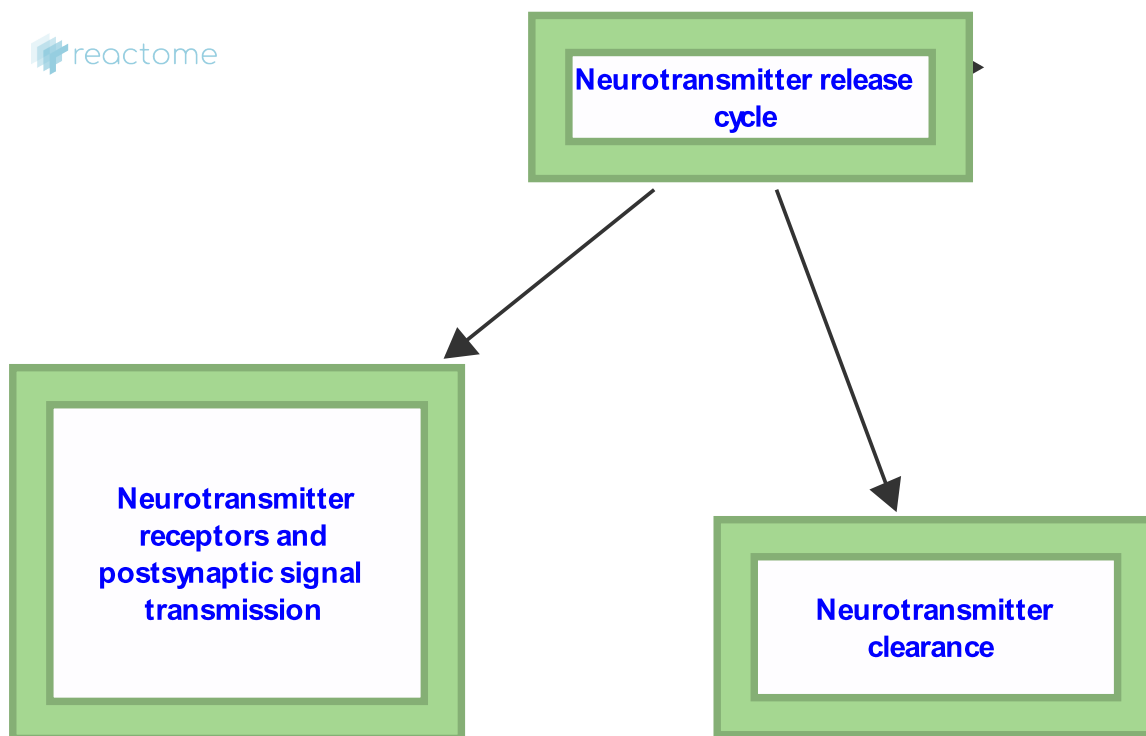 reactome
Neurotransmitter release
cycle
Neurotransmitter
receptors and
postsynaptic signal
transmission
Neurotransmitter
clearance